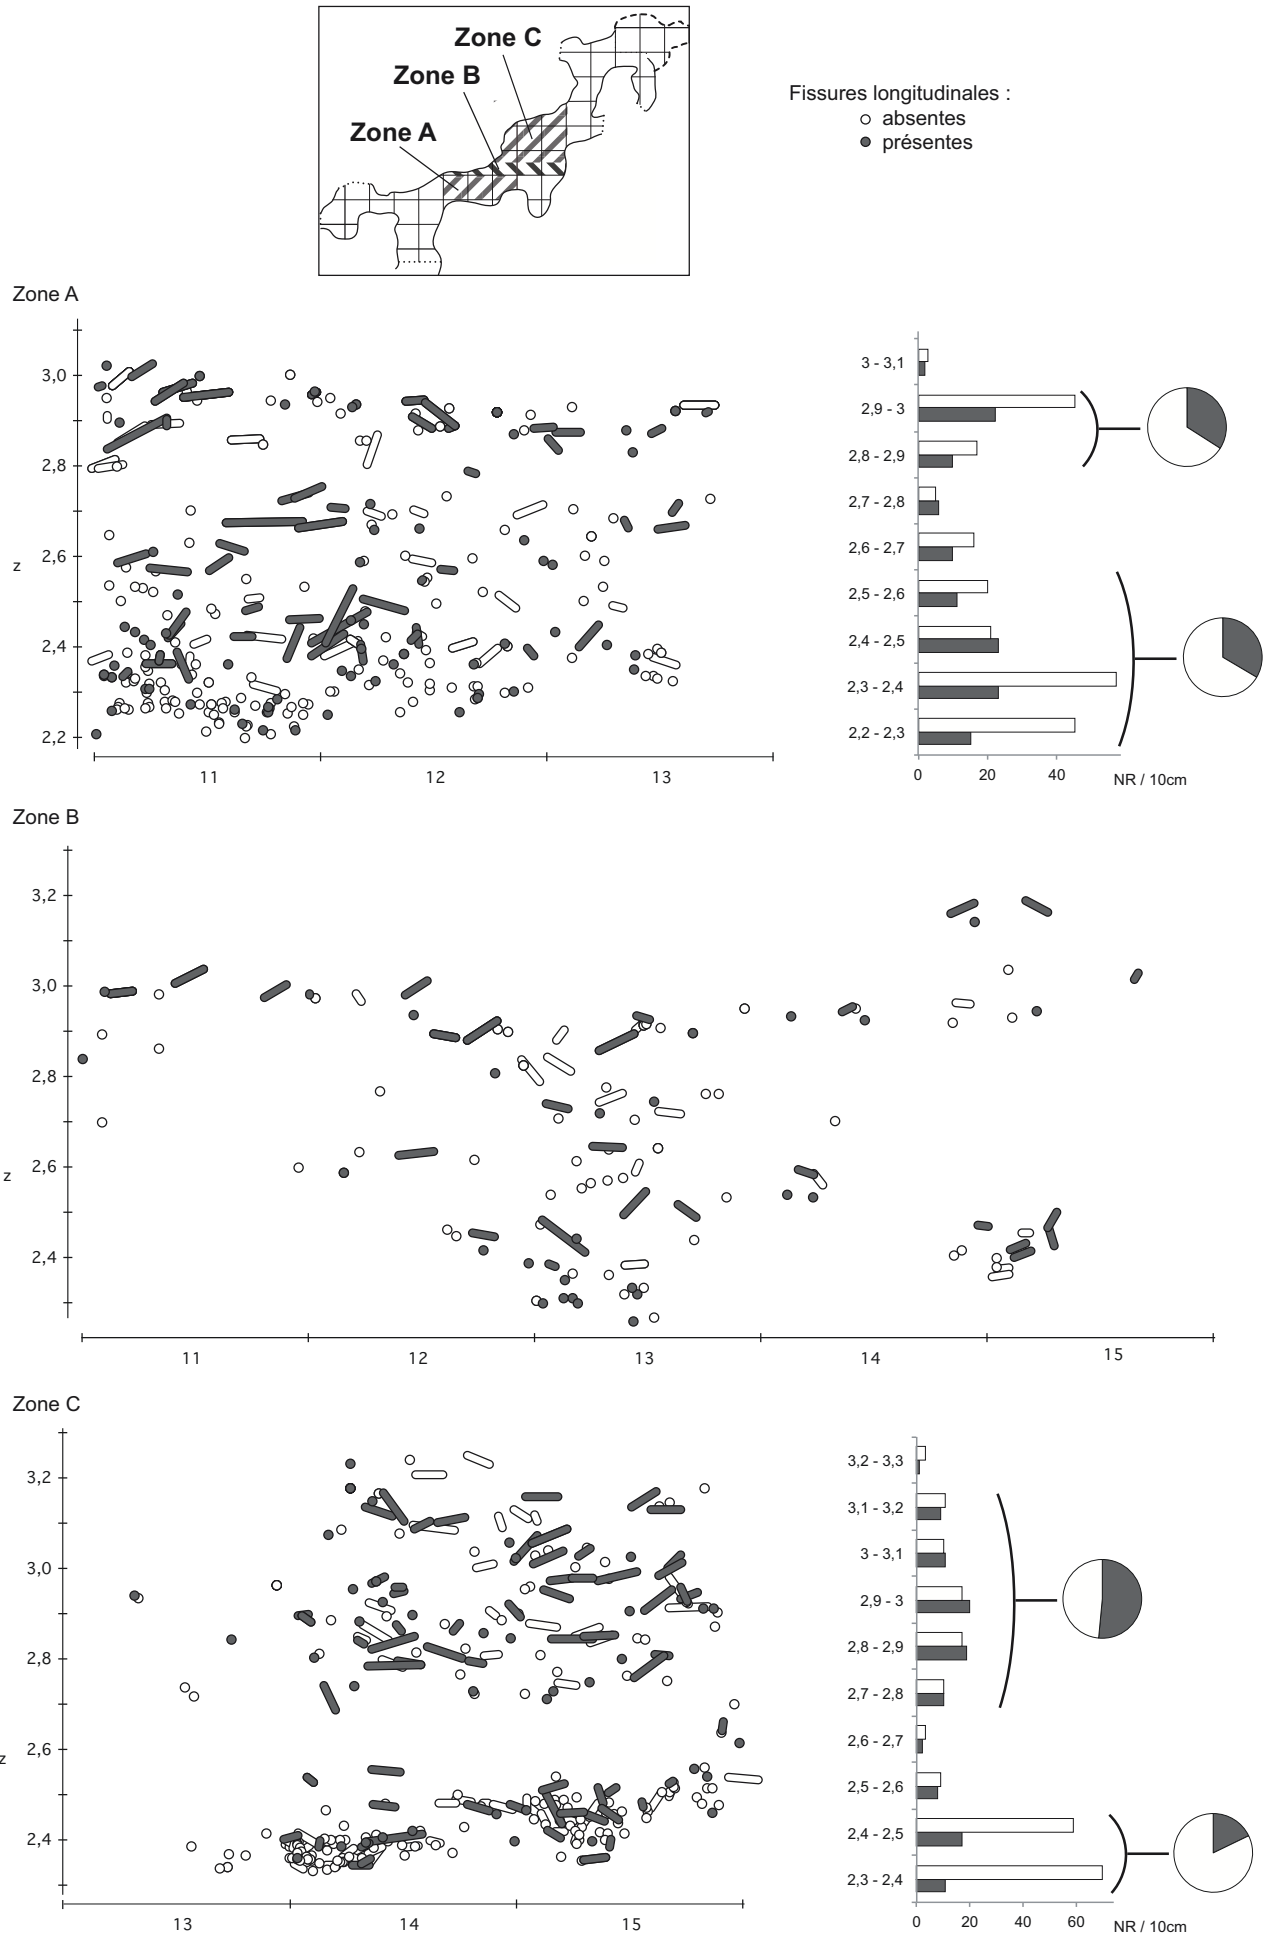 Zone C
Zone B
Zone A
Fissures longitudinales :
absentes
présentes
Zone A
3,0
2,8
2,6
2,4
2,2
z
11 12 13
3 - 3,1
2,9 - 3
2,8 - 2,9
2,7 - 2,8
2,6 - 2,7
2,5 - 2,6
2,4 - 2,5
2,3 - 2,4
2,2 - 2,3
0 20 40 NR / 10cm
Zone B
3,2
3,0
2,8
2,6
2,4
z
11 12 13 14 15
Zone C
3,2
3,0
2,8
2,6
2,4
z
13 14 15
3,2 - 3,3
3,1 - 3,2
3 - 3,1
2,9 - 3
2,8 - 2,9
2,7 - 2,8
2,6 - 2,7
2,5 - 2,6
2,4 - 2,5
2,3 - 2,4
0 20 40 60 NR / 10cm